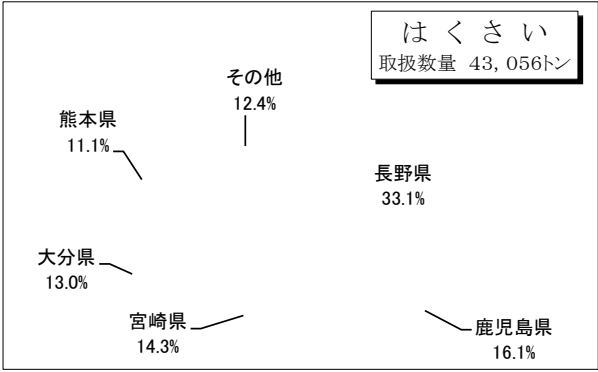 はくさい
取扱数量 43,056トン
その他
12.4%
熊本県
11.1%
長野県
33.1%
大分県
13.0%
宮崎県
14.3%
鹿児島県
16.1%